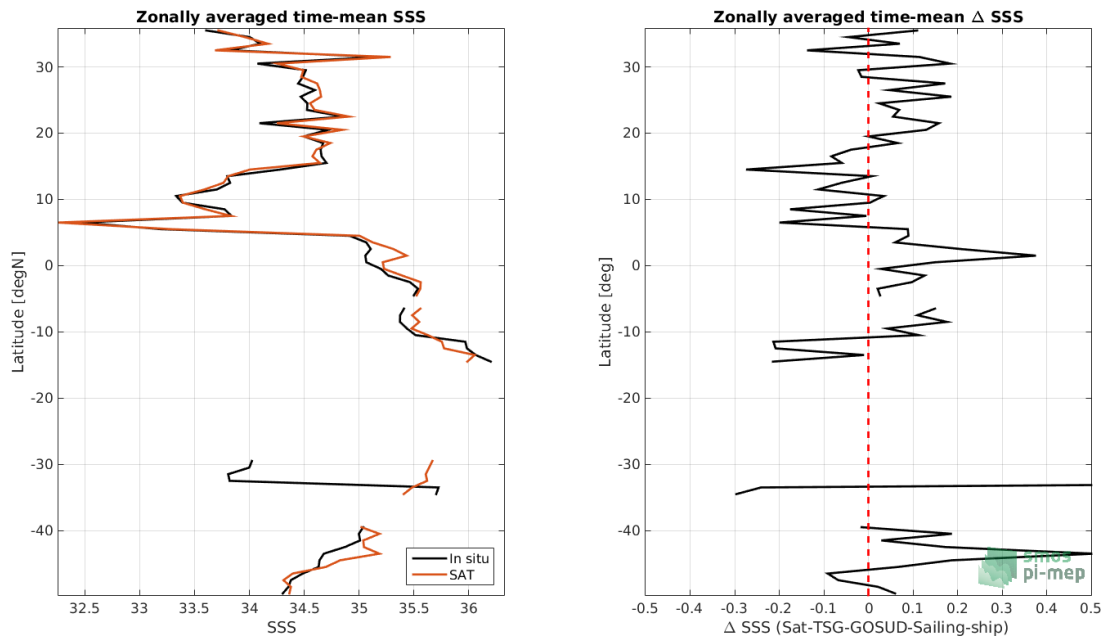 Zonally averaged time-mean SSS
Latitude [degN]
30
20
10
0
-10
-20
-30
-40
32.5 33 33.5 34 34.5 35 35.5 36
SSS
In situ
SAT
Zonally averaged time-mean Δ SSS
Latitude [deg]
30
20
10
0
-10
-20
-30
-40
-0.5 -0.4 -0.3 -0.2 -0.1 0 0.1 0.2 0.3 0.4 0.5
Δ SSS (Sat-TSG-GOSUD-Sailing-ship)
smos
pi-mep